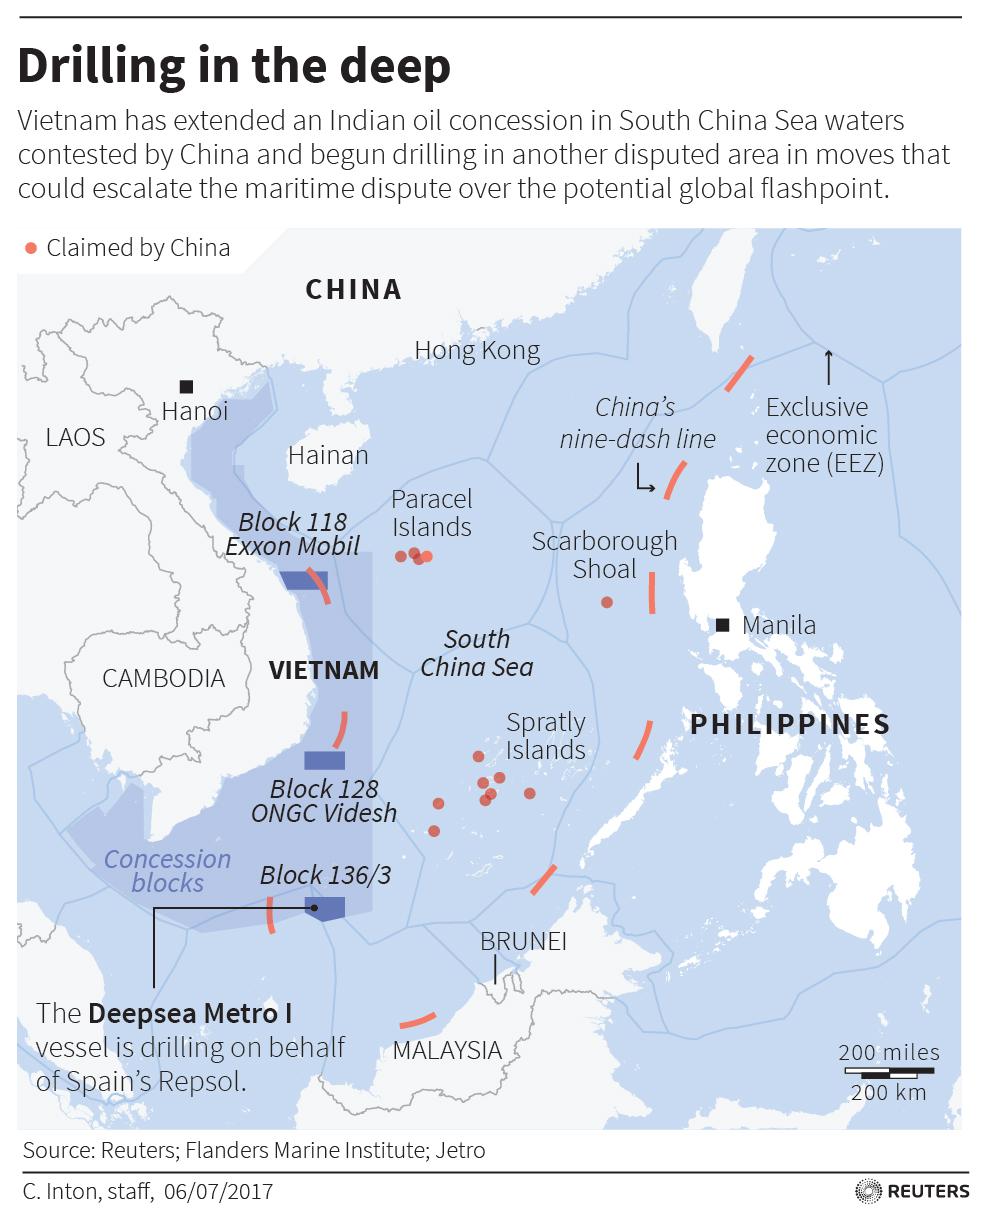 Drilling in the deep
Vietnam has extended an Indian oil concession in South China Sea waters
contested by China and begun drilling in another disputed area in moves that
could escalate the maritime dispute over the potential global flashpoint.
Claimed by China
CHINA
Hong Kong
Hanoi
LAOS
Hainan
China's
nine-dash line
Exclusive
economic
zone (EEZ)
Paracel
Islands
Block 118
Exxon Mobil
Scarborough
Shoal
Manila
South
China Sea
VIETNAM
CAMBODIA
Spratly
Islands
PHILIPPINES
Block 128
ONGC Videsh
Concession
blocks
Block 136/3
BRUNEI
The Deepsea Metro I
vessel is drilling on behalf
of Spain's Repsol.
MALAYSIA
200 miles
200 km
Source: Reuters; Flanders Marine Institute; Jetro
C. Inton, staff,  06/07/2017
REUTERS